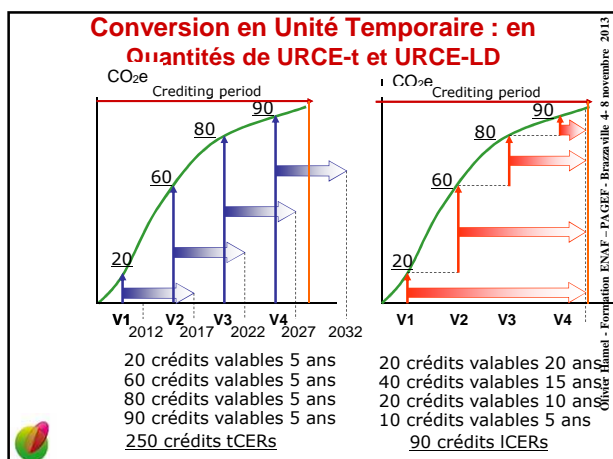 Conversion en Unité Temporaire : en
Quantités de URCE-t et URCE-LD
CO2e
Crediting period
90
80
60
20
V1
V2
V3
V4
2012
2017
2022
2027
2032
20 crédits valables 5 ans
60 crédits valables 5 ans
80 crédits valables 5 ans
90 crédits valables 5 ans
250 crédits tCERs
CO2e
Crediting period
90
80
60
20
V1
V2
V3
V4
20 crédits valables 20 ans
40 crédits valables 15 ans
20 crédits valables 10 ans
10 crédits valables 5 ans
90 crédits lCERs
Olivier Hamel - Formation ENAF – PAGEF - Brazzaville 4- 8 novembre 2013